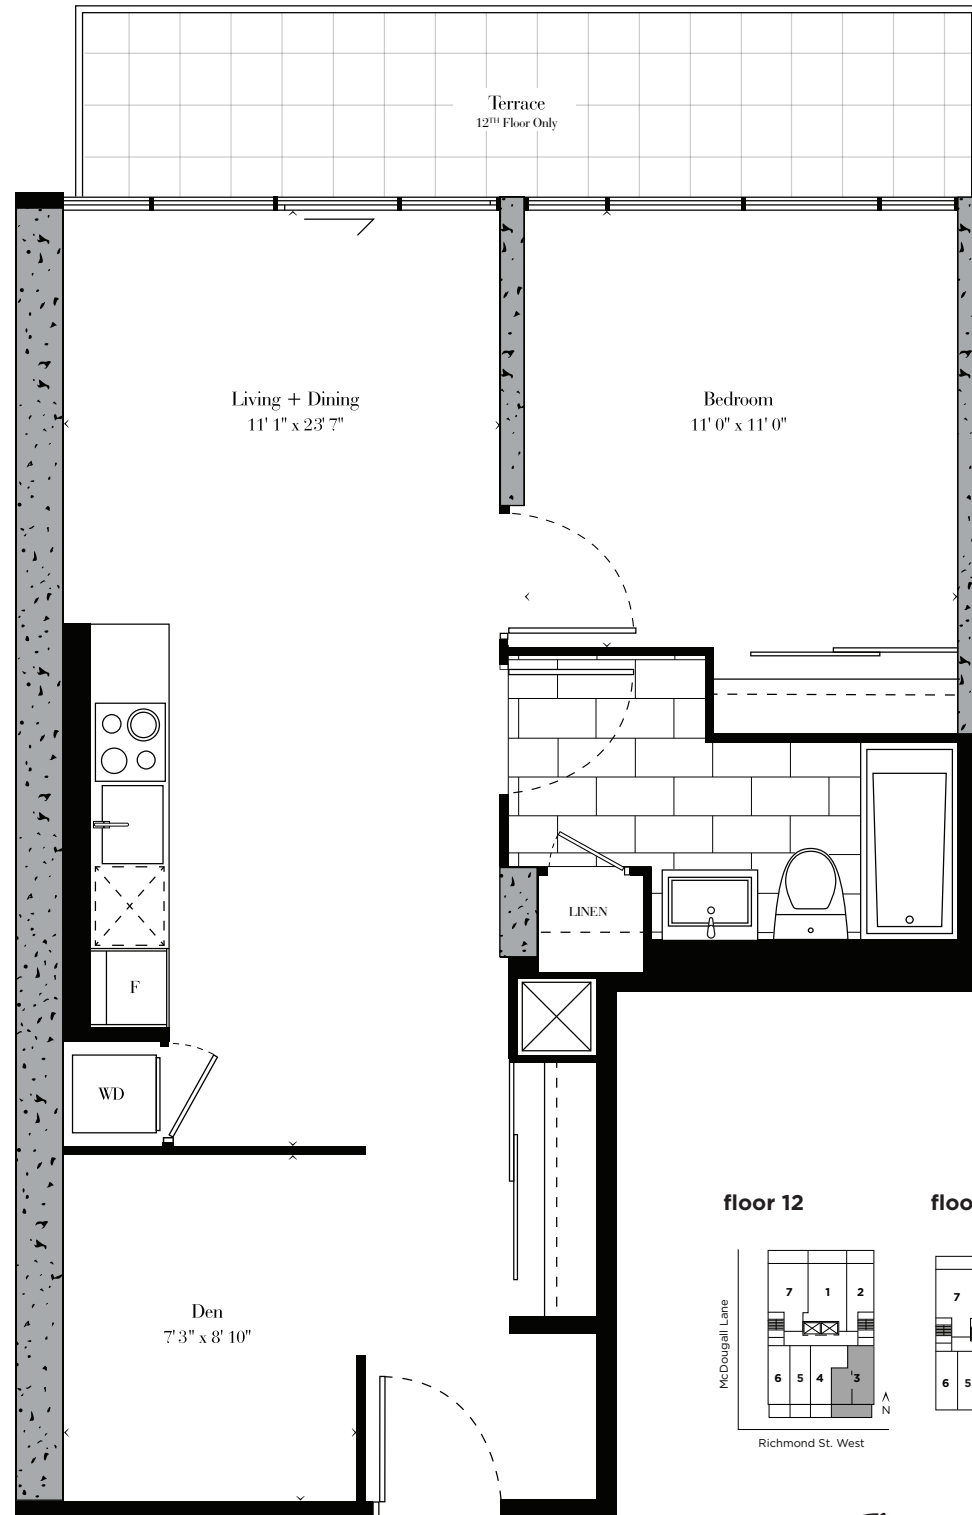 Terrace
12TH Floor Only
Living + Dining
11' 1" x 23' 7"
Bedroom
11' 0" x 11' 0"
LINEN
F
WD
Den
7' 3" x 8' 10"
floor 12
7 1 2
6 5 4 3
McDougall Lane
N
Richmond St. West
floo
7
6 5